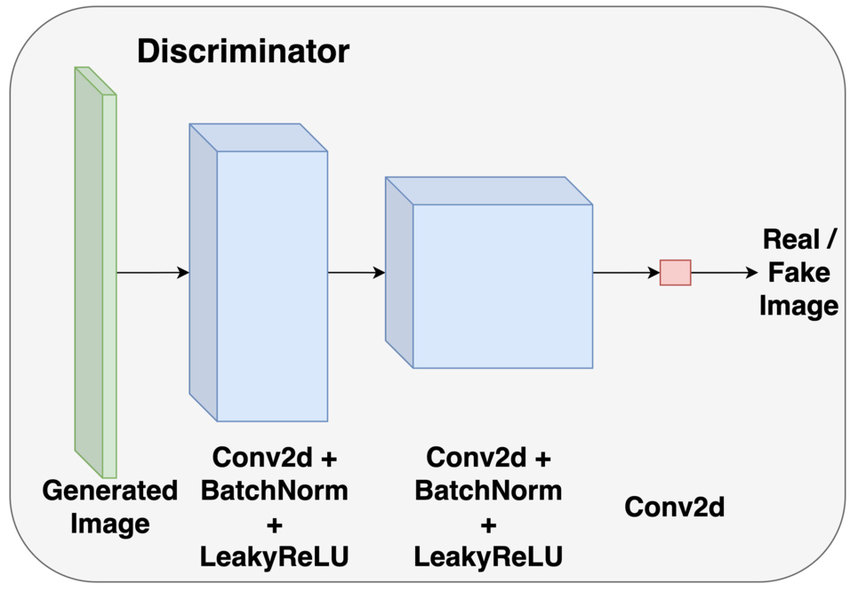 Discriminator
Real /
Fake
Image
Generated
Image
Conv2d +
BatchNorm
+
LeakyReLU
Conv2d +
BatchNorm
+
LeakyReLU
Conv2d